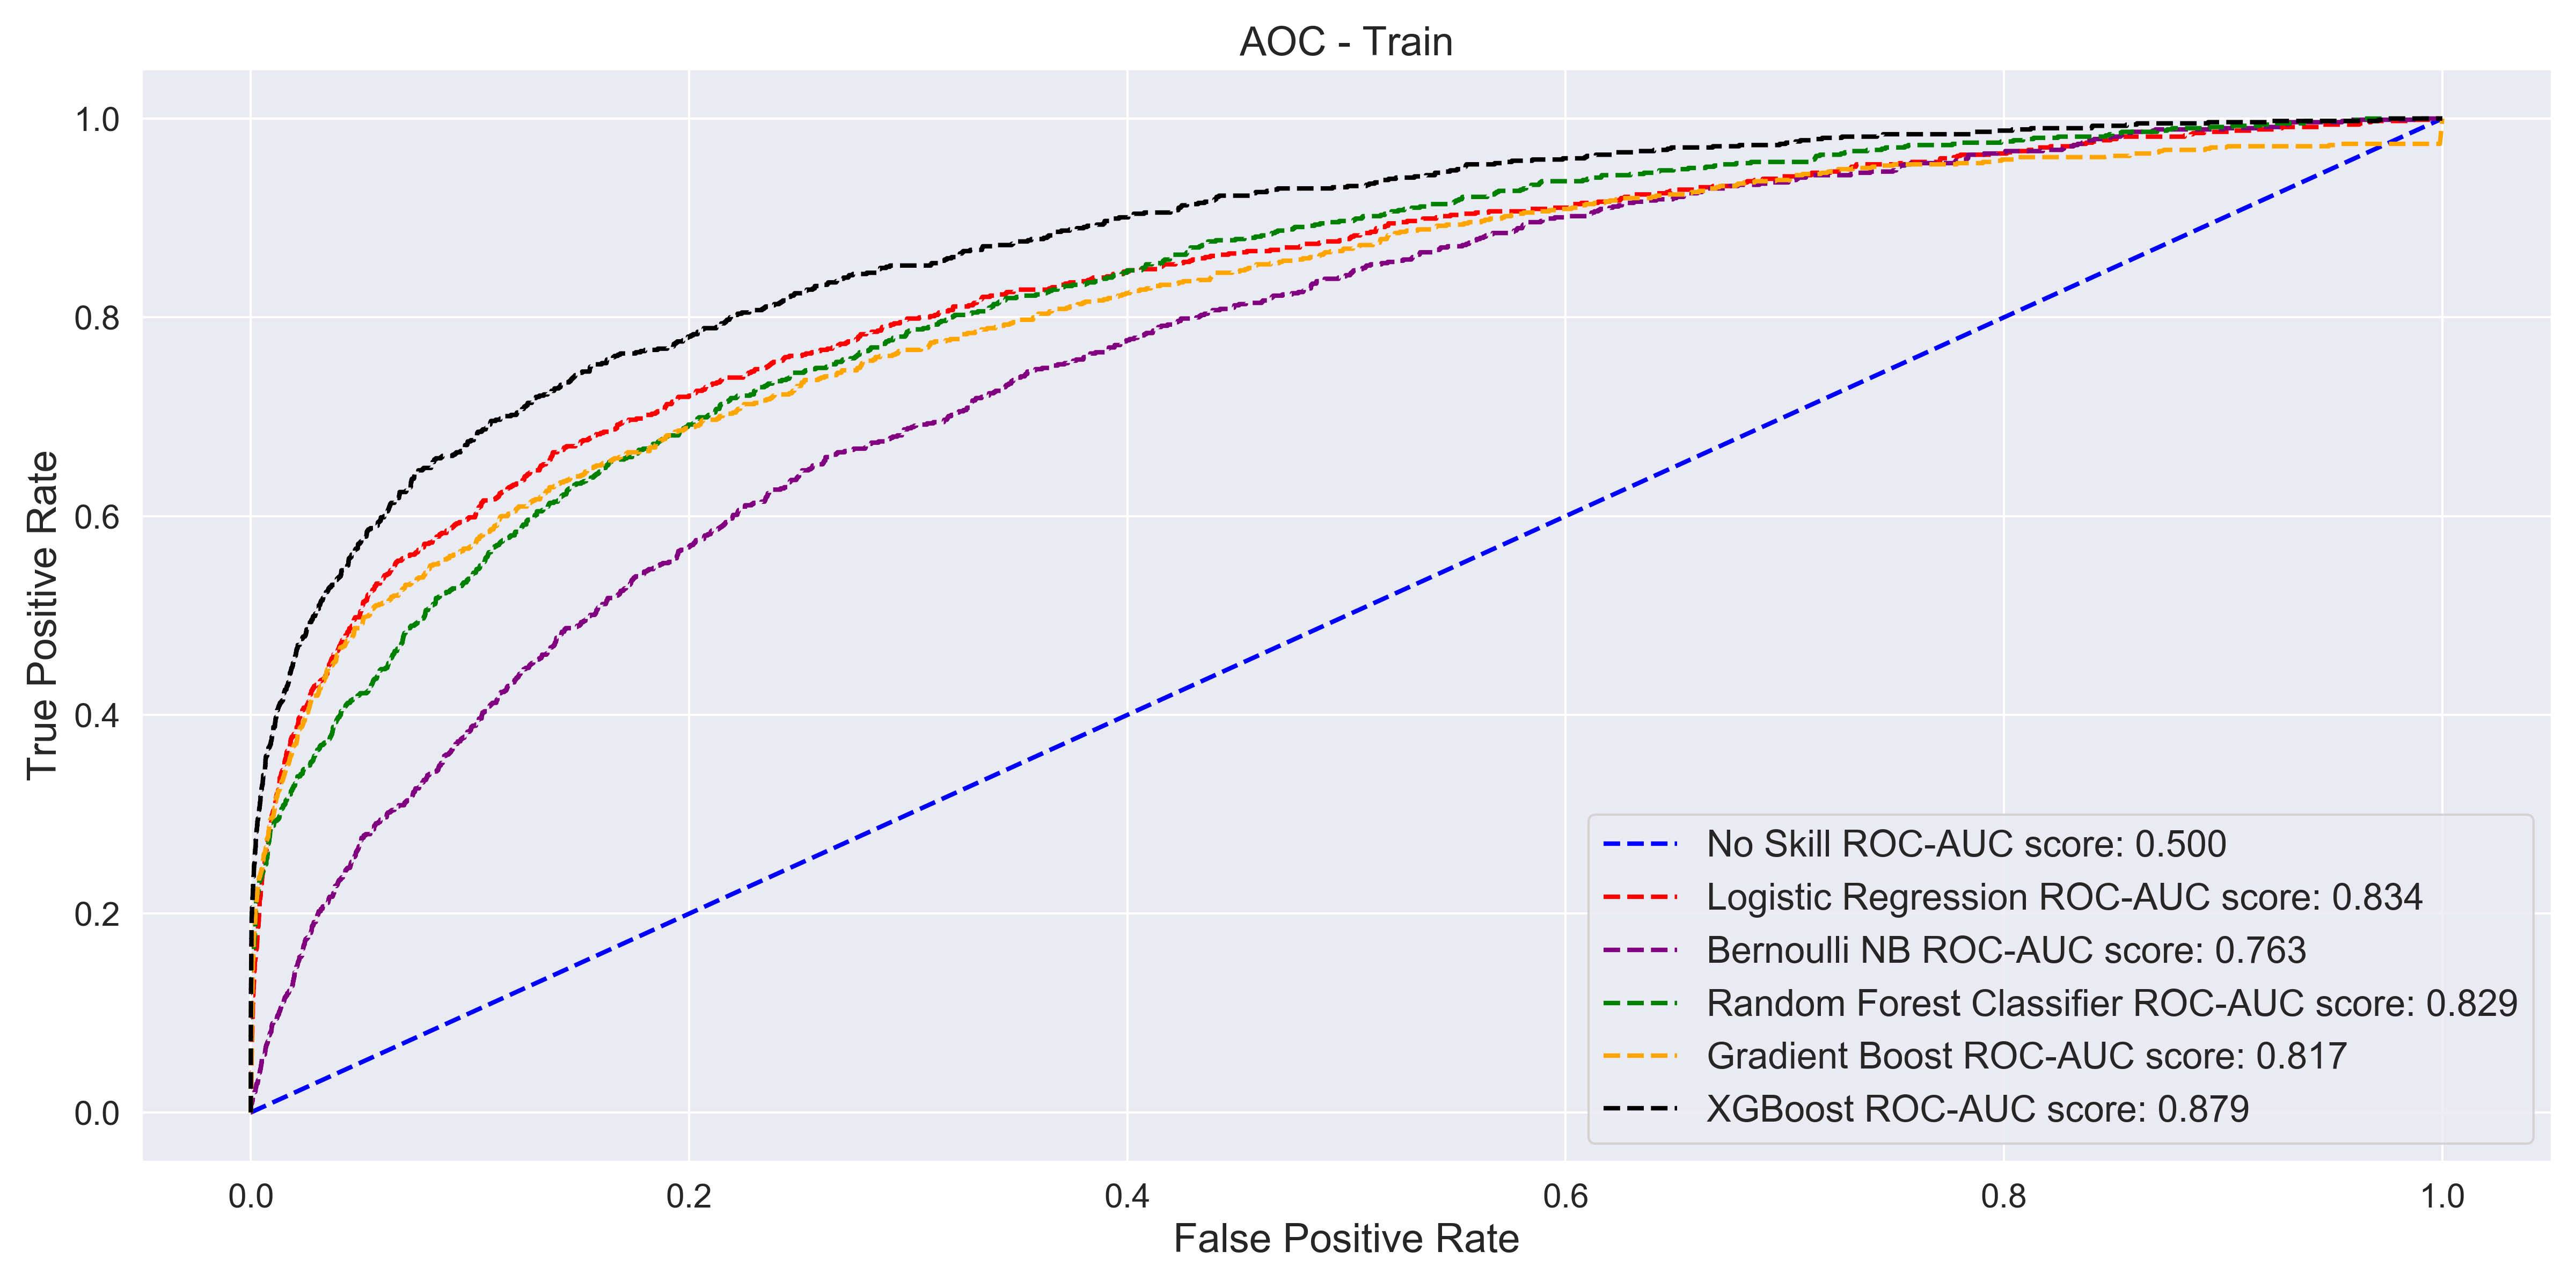 AOC - Train
True Positive Rate
1.0
0.8
0.6
0.4
0.2
0.0
No Skill ROC-AUC score: 0.500
Logistic Regression ROC-AUC score: 0.834
Bernoulli NB ROC-AUC score: 0.763
Random Forest Classifier ROC-AUC score: 0.829
Gradient Boost ROC-AUC score: 0.817
XGBoost ROC-AUC score: 0.879
0.0 0.2 0.4 0.6 0.8 1.0
False Positive Rate